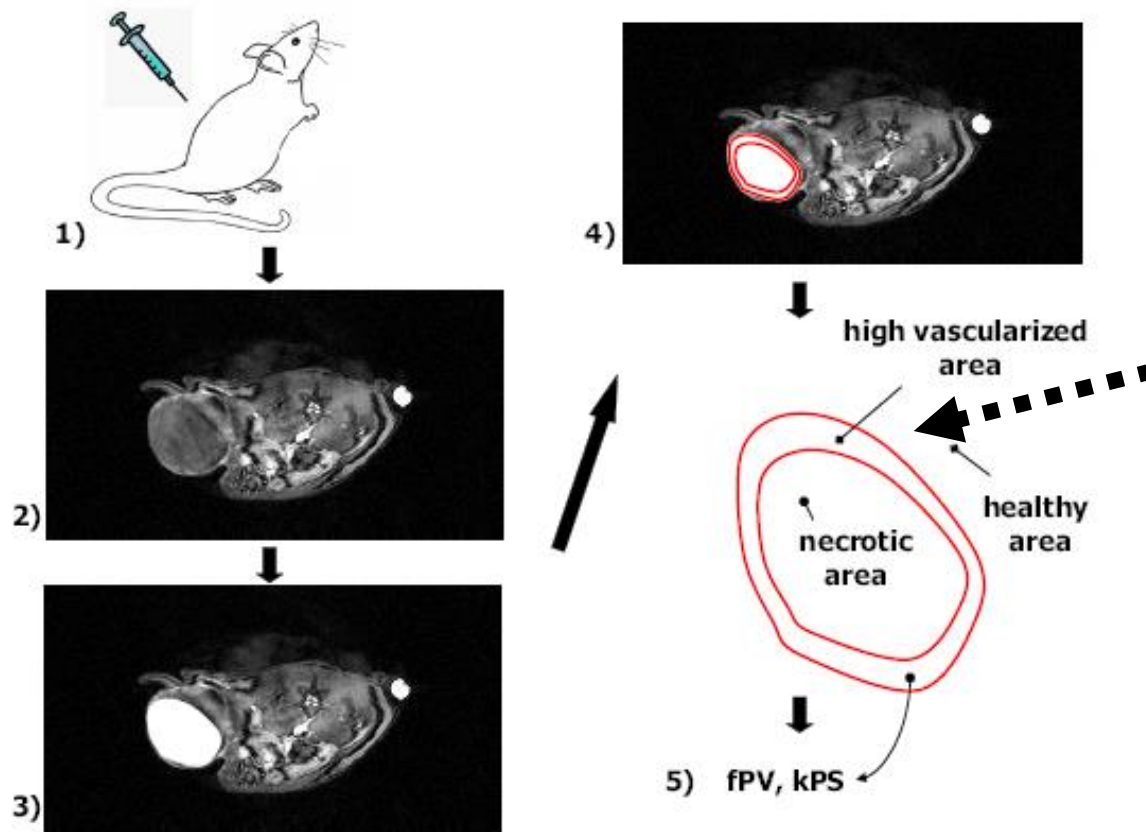 1)
2)
3)
4)
high vascularized
area
healthy
area
necrotic
area
5) fPV, kPS